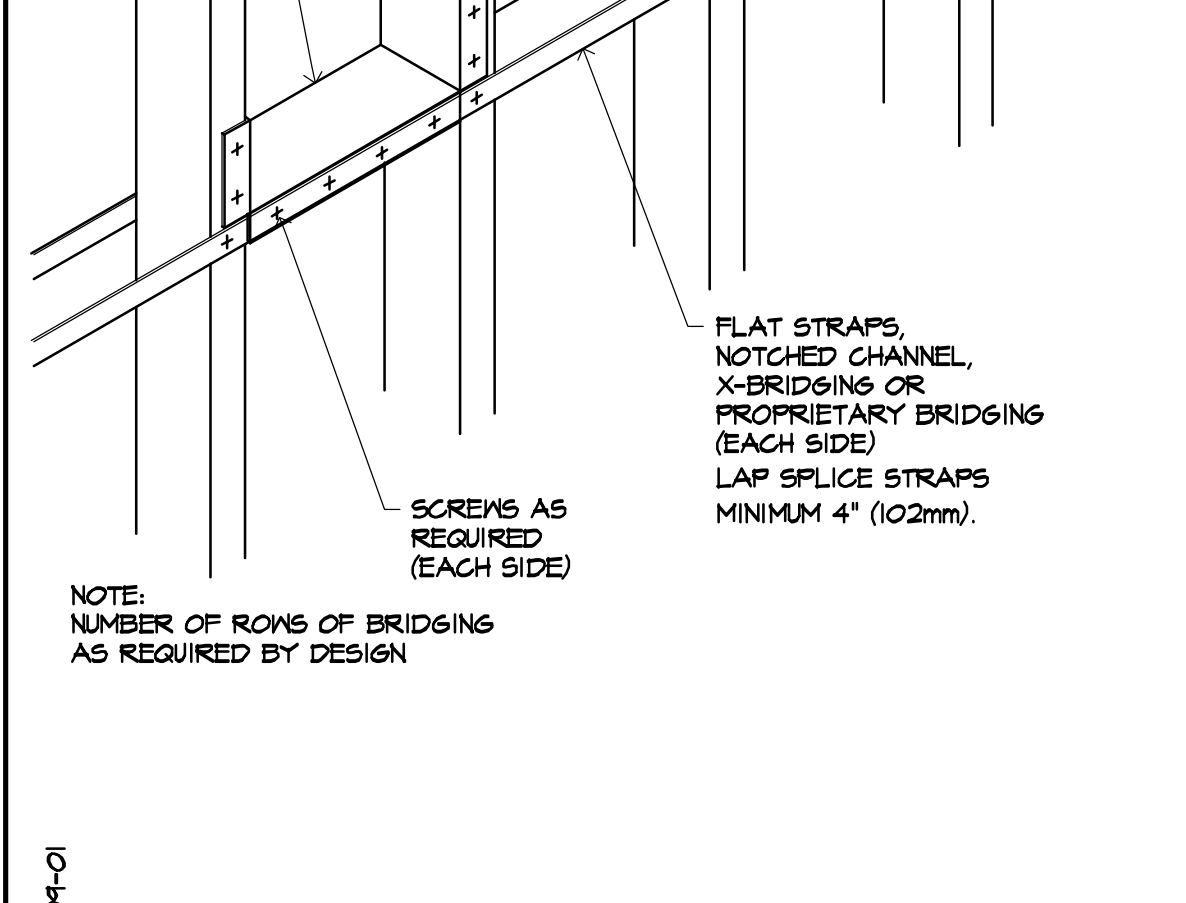 FLAT STRAPS,
NOTCHED CHANNEL,
X-BRIDGING OR
PROPRIETARY BRIDGING
(EACH SIDE)
LAP SPLICE STRAPS
MINIMUM 4" (102mm).
SCREWS AS
REQUIRED
(EACH SIDE)
NOTE:
NUMBER OF ROWS OF BRIDGING
AS REQUIRED BY DESIGN